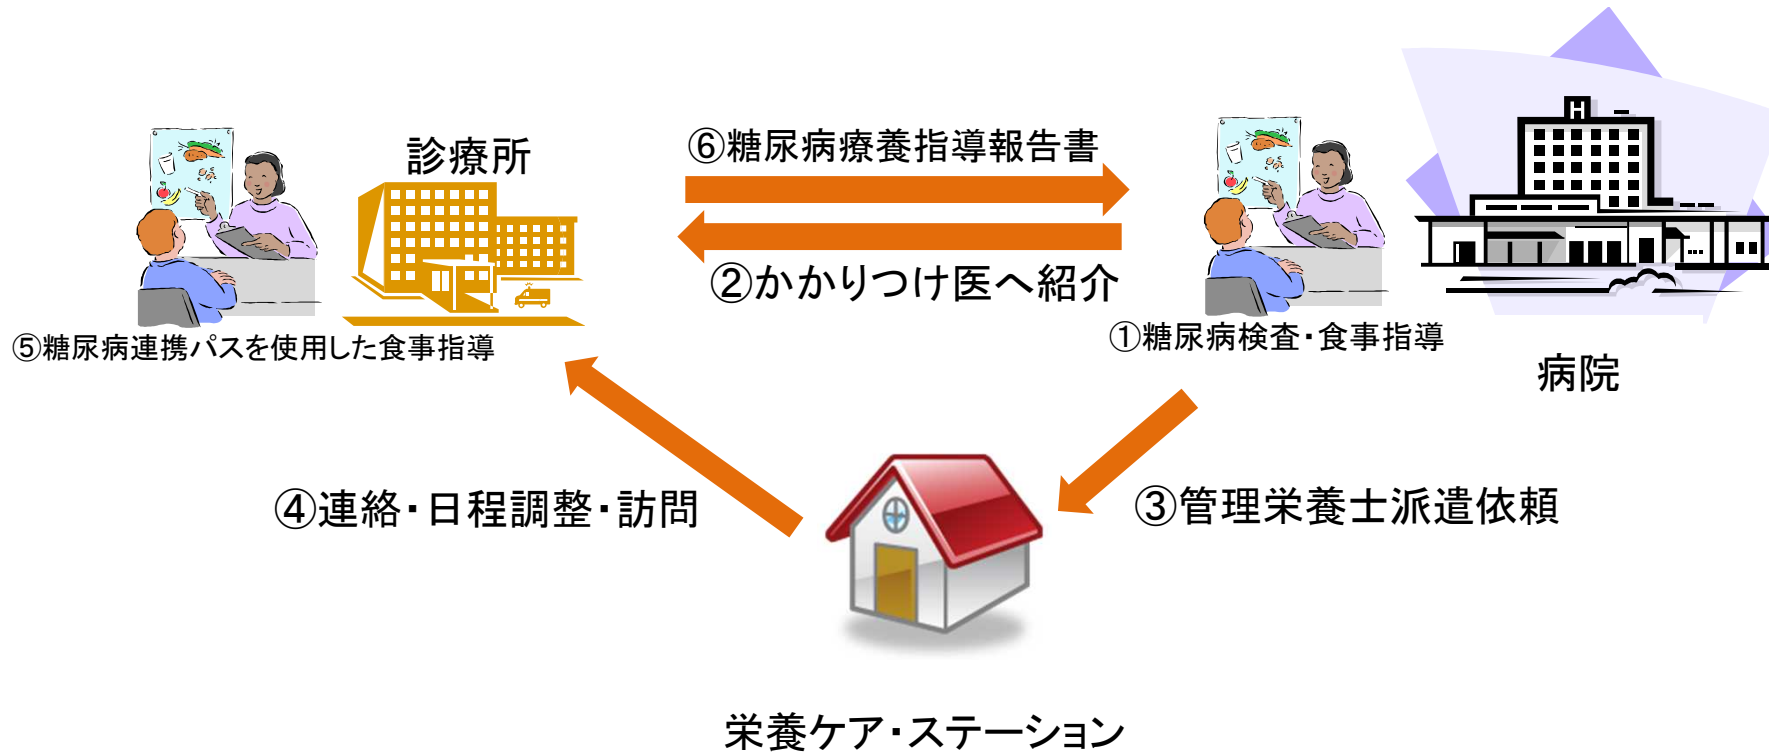 診療所
⑥糖尿病療養指導報告書
H
②かかりつけ医へ紹介
⑤糖尿病連携パスを使用した食事指導
①糖尿病検査・食事指導
病院
④連絡・日程調整・訪問
③管理栄養士派遣依頼
栄養ケア・ステーション